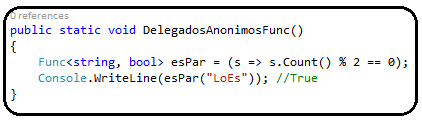 0 references
public static void DelegadosAnonimosFunc()
{
Func<string, bool> esPar = (s => s.Count() % 2 == 0);
Console.WriteLine(esPar("LoEs")); //True
}